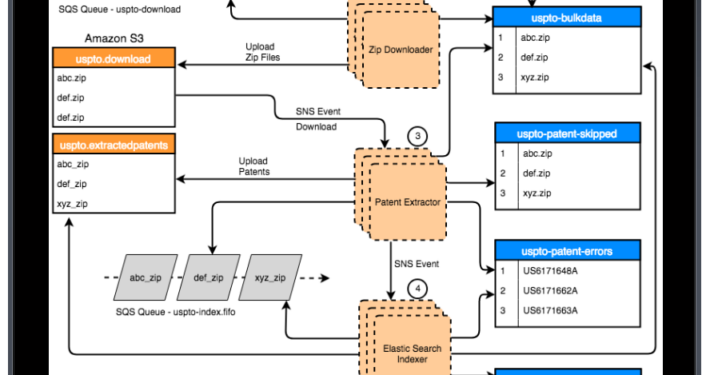 SQS Queue - uspto-download
uspto-bulkdata
1 abc.zip
2 def.zip
3 xyz.zip
Zip Downloader
Amazon S3
Upload
Zip Files
uspto.download
abc.zip
def.zip
def.zip
SNS Event
Download
3
uspto-patent-skipped
1 abc.zip
2 def.zip
3 xyz.zip
uspto.extractedpatents
abc_zip
def_zip
xyz_zip
Upload
Patents
Patent Extractor
uspto-patent-errors
1 US6171648A
2 US6171662A
3 US6171663A
SNS Event
4
abc_zip
def_zip
xyz_zip
SQS Queue - uspto-index.fifo
Elastic Search
Indexer